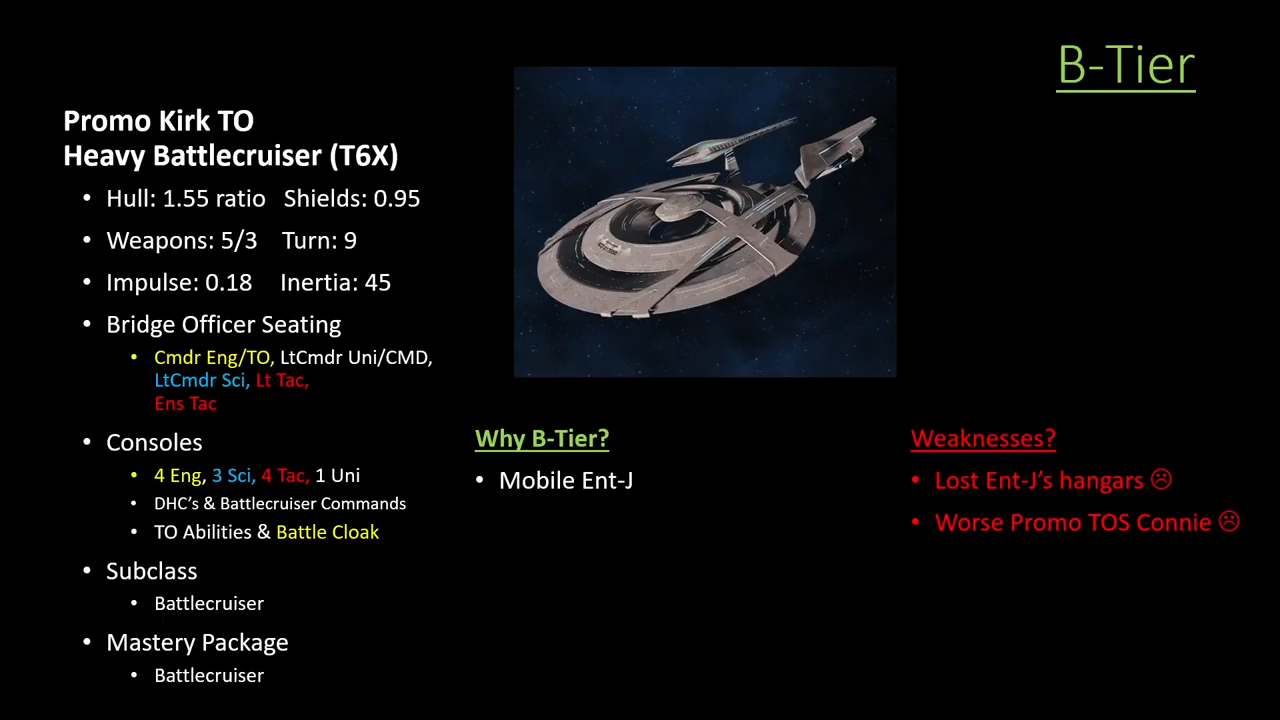 B-Tier
Promo Kirk TO
Heavy Battlecruiser (T6X)
• Hull: 1.55 ratio Shields: 0.95
• Weapons: 5/3 Turn: 9
• Impulse: 0.18 Inertia: 45
• Bridge Officer Seating
• Cmdr Eng/TO, LtCmdr Uni/CMD,
LtCmdr Sci, Lt Tac,
Ens Tac
• Consoles
• 4 Eng, 3 Sci, 4 Tac, 1 Uni
• DHC's & Battlecruiser Commands
• TO Abilities & Battle Cloak
• Subclass
• Battlecruiser
• Mastery Package
• Battlecruiser
Why B-Tier?
• Mobile Ent-J
Weaknesses?
• Lost Ent-J's hangars ☹
• Worse Promo TOS Connie ☹